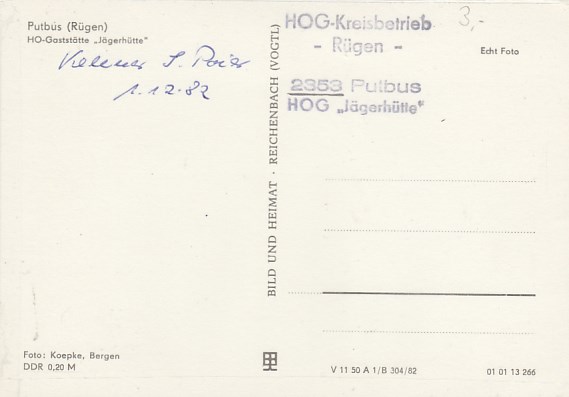 Putbus (Rügen)
HO-Gaststätte „Jägerhütte"
Kellner S.
1.12.82
BILD UND HEIMAT · REICHENBACH (VOGTL)
HOG-Kreisbetrieb
- Rügen -
2353 Putbus
HOG „Jägerhütte"
3,-
Echt Foto
Foto: Koepke, Bergen
DDR 0,20 M
V 11 50 A 1/B 304/82
01 01 13 266